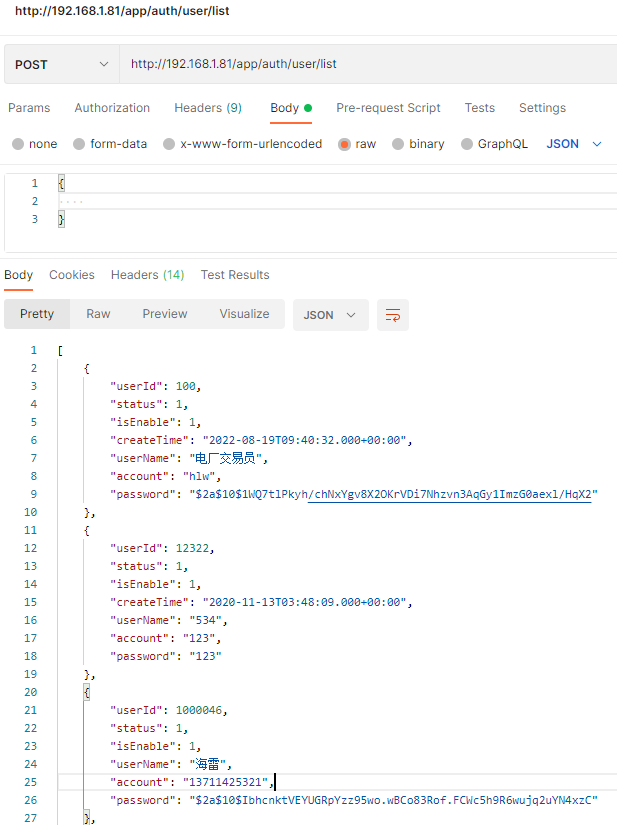 http://192.168.1.81/app/auth/user/list
POST http://192.168.1.81/app/auth/user/list
Params Authorization Headers (9) Body Pre-request Script Tests Settings
none form-data x-www-form-urlencoded raw binary GraphQL JSON
1 {
2 ····
3 }
Body Cookies Headers (14) Test Results
Pretty Raw Preview Visualize JSON
1 [
2 {
3 "userId": 100,
4 "status": 1,
5 "isEnable": 1,
6 "createTime": "2022-08-19T09:40:32.000+00:00",
7 "userName": "电厂交易员",
8 "account": "hlw",
9 "password": "$2a$10$1WQ7tlPkyh/chNxYgv8X2OKrVDi7Nhzvn3AqGy1ImzG0aexl/HqX2"
10 },
11 {
12 "userId": 12322,
13 "status": 1,
14 "isEnable": 1,
15 "createTime": "2020-11-13T03:48:09.000+00:00",
16 "userName": "534",
17 "account": "123",
18 "password": "123"
19 },
20 {
21 "userId": 1000046,
22 "status": 1,
23 "isEnable": 1,
24 "userName": "海雷",
25 "account": "13711425321",
26 "password": "$2a$10$IbhcnktVEYUGRpYzz95wo.wBCo83Rof.FCWc5h9R6wujq2uYN4xzC"
27 },